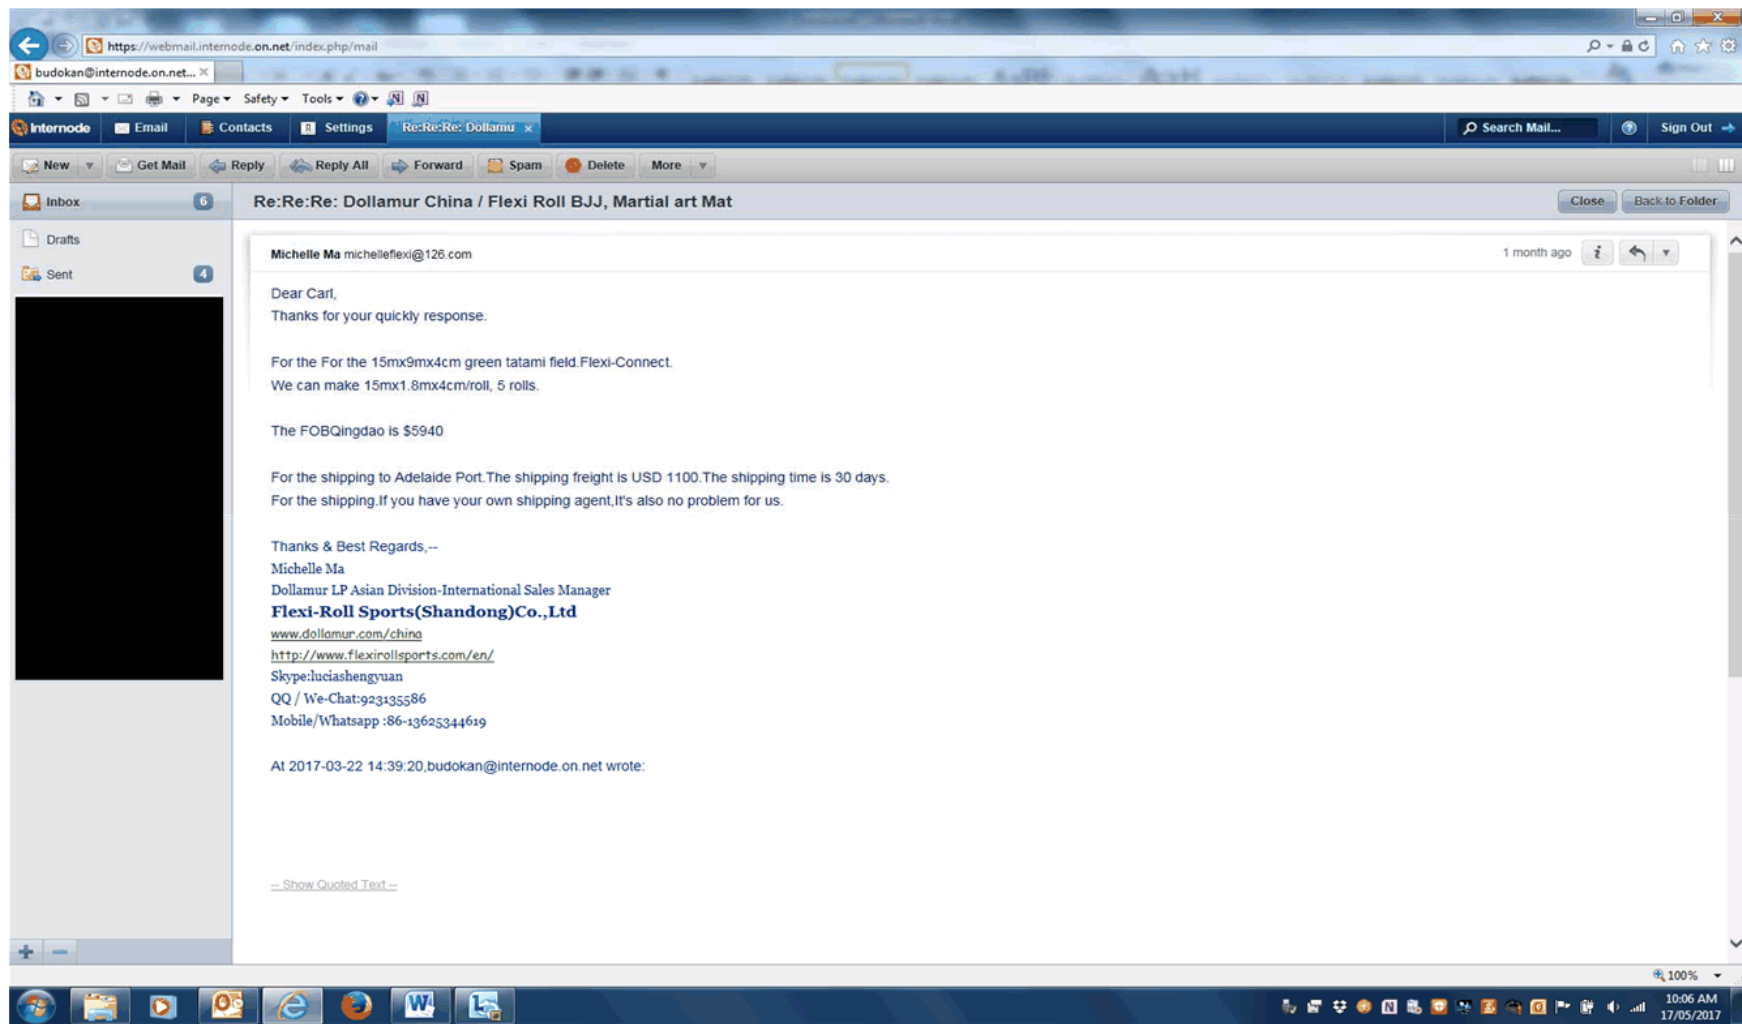 https://webmail.internode.on.net/index.php/mail
budokan@internode.on.net...
Page Safety Tools
Internode Email Contacts Settings Re:Re:Re: Dollamu Search Mail... Sign Out
New Get Mail Reply Reply All Forward Spam Delete More
Inbox 6
Re:Re:Re: Dollamur China / Flexi Roll BJJ, Martial art Mat
Close Back to Folder
Drafts
Sent 4
Michelle Ma michelleflexi@126.com
1 month ago
Dear Carl,
Thanks for your quickly response.
For the For the 15mx9mx4cm green tatami field.Flexi-Connect.
We can make 15mx1.8mx4cm/roll, 5 rolls.
The FOBQingdao is $5940
For the shipping to Adelaide Port.The shipping freight is USD 1100.The shipping time is 30 days.
For the shipping.If you have your own shipping agent,It's also no problem for us.
Thanks & Best Regards,--
Michelle Ma
Dollamur LP Asian Division-International Sales Manager
Flexi-Roll Sports(Shandong)Co.,Ltd
www.dollamur.com/china
http://www.flexirollsports.com/en/
Skype:luciashengyuan
QQ / We-Chat:923135586
Mobile/Whatsapp :86-13625344619
At 2017-03-22 14:39:20,budokan@internode.on.net wrote:
-- Show Quoted Text --
100%
10:06 AM
17/05/2017